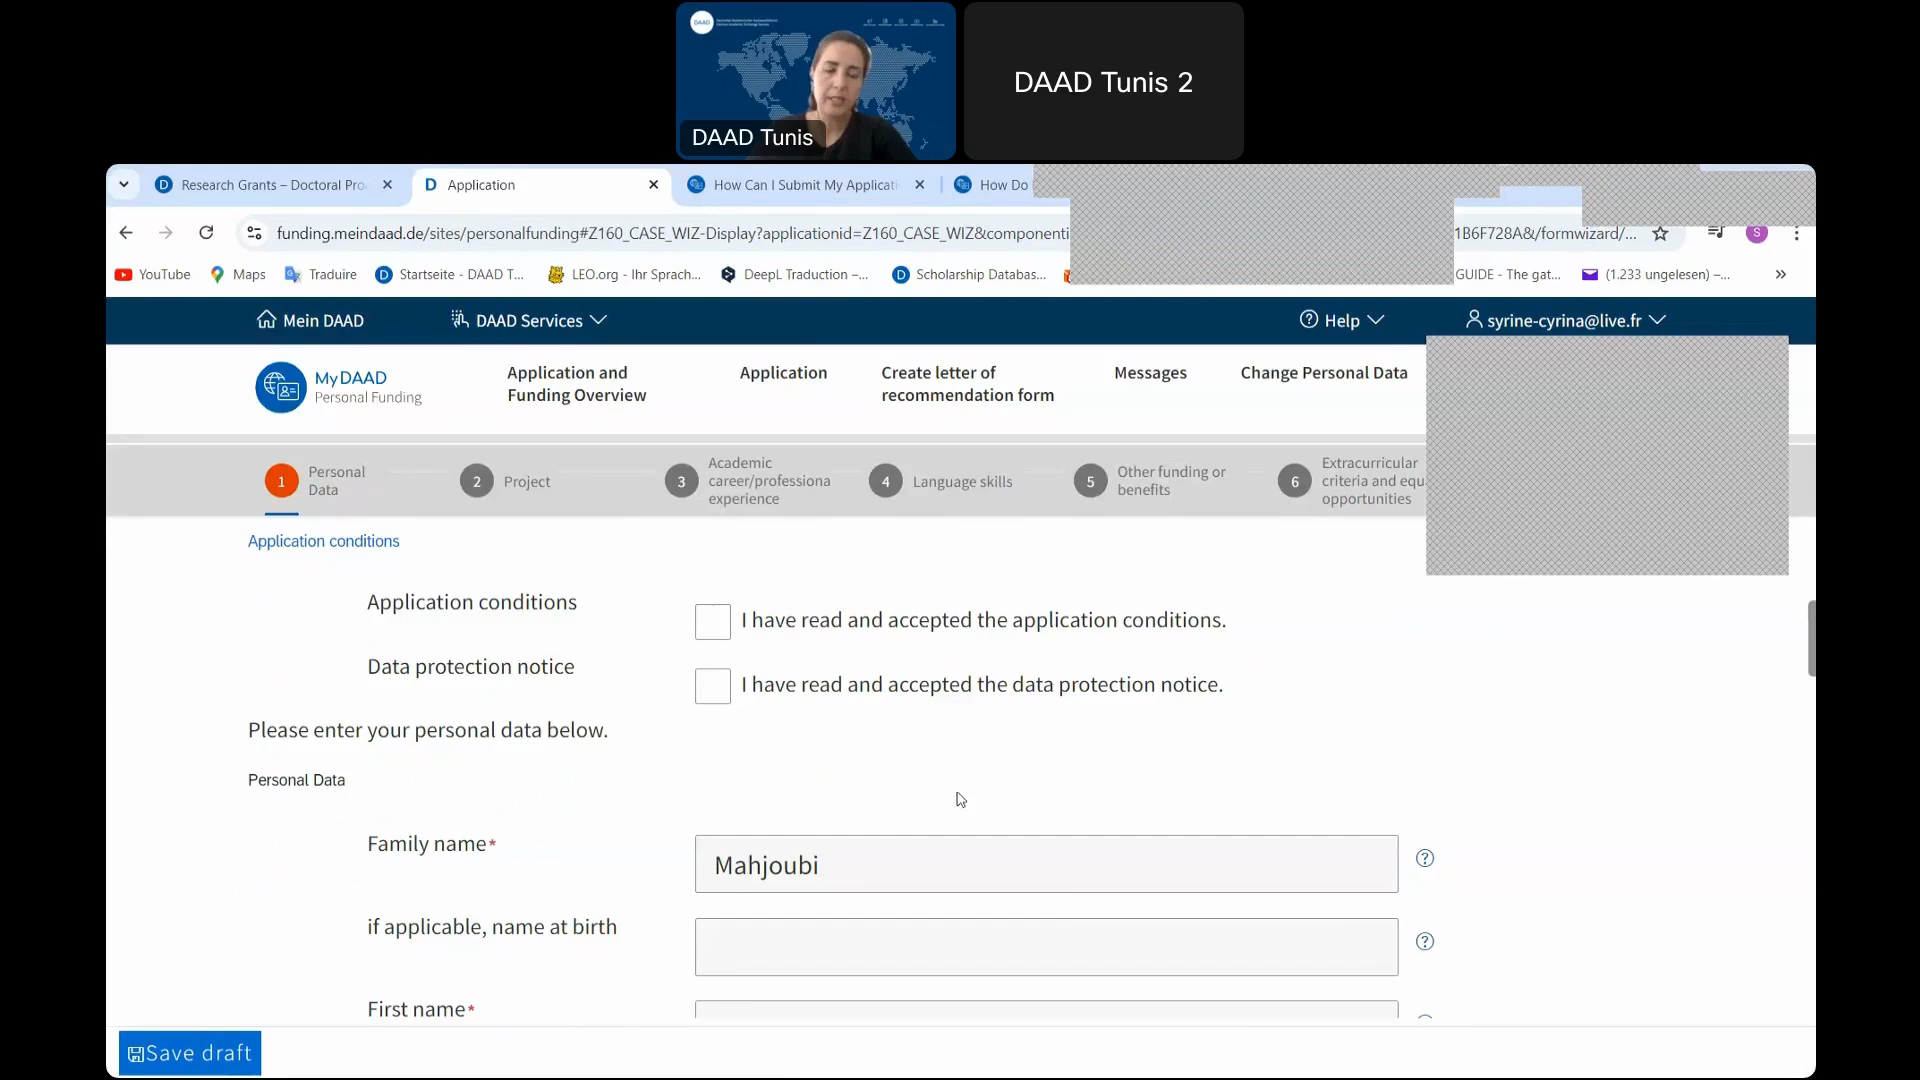 DAAD
DAAD Tunis
DAAD Tunis 2
Research Grants – Doctoral Pro
Application
How Can I Submit My Applicati
How Do
funding.meindaad.de/sites/personalfunding#Z160_CASE_WIZ-Display?applicationid=Z160_CASE_WIZ&componenti
1B6F728A&/formwizard/...
S
YouTube
Maps
Traduire
Startseite - DAAD T...
LEO.org - Ihr Sprach...
DeepL Traduction –...
Scholarship Databas...
GUIDE - The gat...
(1.233 ungelesen) –...
Mein DAAD
DAAD Services
Help
syrine-cyrina@live.fr
My DAAD
Personal Funding
Application and
Funding Overview
Application
Create letter of
recommendation form
Messages
Change Personal Data
1 Personal
Data
2 Project
3 Academic
career/professiona
experience
4 Language skills
5 Other funding or
benefits
6 Extracurricular
criteria and equ
opportunities
Application conditions
Application conditions
I have read and accepted the application conditions.
Data protection notice
I have read and accepted the data protection notice.
Please enter your personal data below.
Personal Data
Family name*
Mahjoubi
if applicable, name at birth
First name*
Save draft